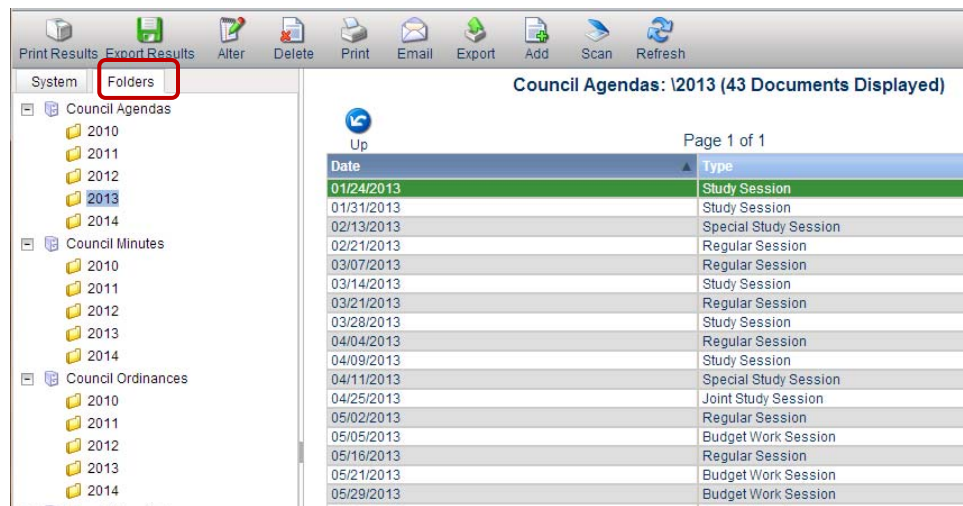 Print Results Export Results Alter Delete Print Email Export Add Scan Refresh
System Folders
Council Agendas
2010
2011
2012
2013
2014
Council Minutes
2010
2011
2012
2013
2014
Council Ordinances
2010
2011
2012
2013
2014
Council Agendas: \2013 (43 Documents Displayed)
Up
Page 1 of 1
Date Type
01/24/2013 Study Session
01/31/2013 Study Session
02/13/2013 Special Study Session
02/21/2013 Regular Session
03/07/2013 Regular Session
03/14/2013 Study Session
03/21/2013 Regular Session
03/28/2013 Study Session
04/04/2013 Regular Session
04/09/2013 Study Session
04/11/2013 Special Study Session
04/25/2013 Joint Study Session
05/02/2013 Regular Session
05/05/2013 Budget Work Session
05/16/2013 Regular Session
05/21/2013 Budget Work Session
05/29/2013 Budget Work Session